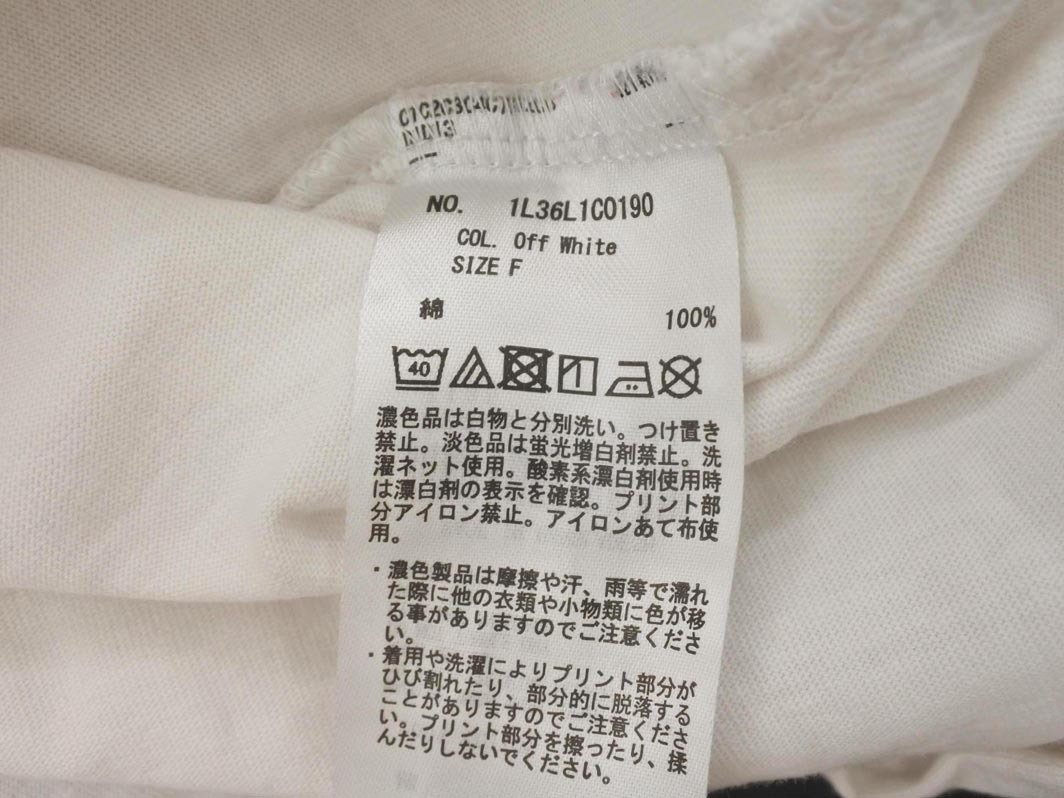 NO. 1L36L1C0190
COL. Off White
SIZE F
綿 100%
40
濃色品は白物と分別洗い。つけ置き
禁止。淡色品は蛍光増白剤禁止。洗
濯ネット使用。酸素系漂白剤使用時
は漂白剤の表示を確認。プリント部
分アイロン禁止。アイロンあて布使
用。
・濃色製品は摩擦や汗、雨等で濡れ
た際に他の衣類や小物類に色が移
る事がありますのでご注意くださ
い。
・着用や洗濯によりプリント部分が
ひび割れたり、部分的に脱落する
ことがありますのでご注意くださ
い。プリント部分を擦ったり、揉
んだりしないでください。